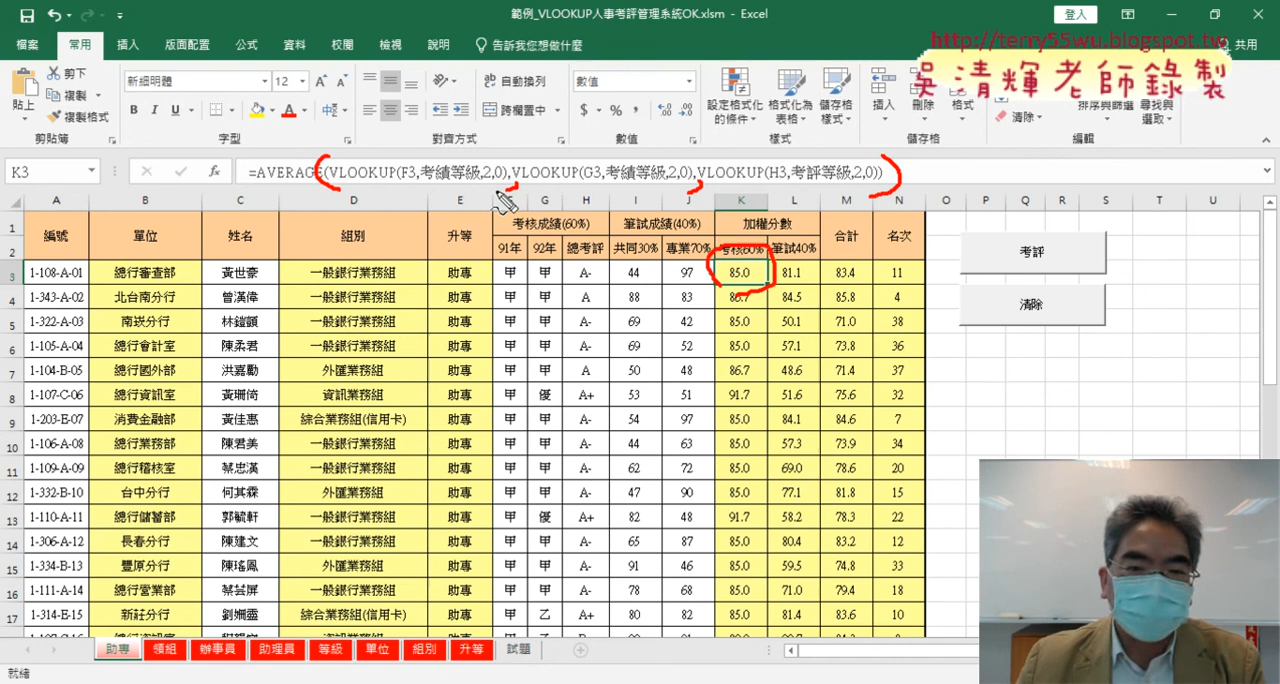 範例_VLOOKUP人事考評管理系統OK.xlsm - Excel
登入
檔案 常用 插入 版面配置 公式 資料 校閱 檢視 說明 告訴我您想做什麼 共用
http://terry55wu.blogspot.tw
吳清輝老師錄製
貼上 剪下 複製 複製格式 剪貼簿
新細明體 12 B I U A 字型
自動換列 跨欄置中 對齊方式
數值 $ % 數值
設定格式化的條件 格式化為表格 儲存格樣式 樣式
插入 刪除 格式 儲存格
清除 排序與篩選 尋找與選取 編輯
K3 fx =AVERAGE(VLOOKUP(F3,考績等級,2,0),VLOOKUP(G3,考績等級,2,0),VLOOKUP(H3,考評等級,2,0))
A B C D E G H I J K L M N O P Q R S T U
1 編號 單位 姓名 組別 升等 考核成績(60%) 筆試成績(40%) 加權分數 合計 名次
2 91年 92年 總考評 共同30% 專業70% 考核60% 筆試40%
3 1-108-A-01 總行審查部 黃世豪 一般銀行業務組 助專 甲 甲 A- 44 97 85.0 81.1 83.4 11
4 1-343-A-02 北台南分行 曾漢偉 一般銀行業務組 助專 甲 甲 A 88 83 86.7 84.5 85.8 4
5 1-322-A-03 南崁分行 林鎧顗 一般銀行業務組 助專 甲 甲 A- 69 42 85.0 50.1 71.0 38
6 1-105-A-04 總行會計室 陳柔君 一般銀行業務組 助專 甲 甲 A- 69 52 85.0 57.1 73.8 36
7 1-104-B-05 總行國外部 洪嘉勵 外匯業務組 助專 甲 甲 A 50 48 86.7 48.6 71.4 37
8 1-107-C-06 總行資訊室 黃珊倚 資訊業務組 助專 甲 優 A+ 53 51 91.7 51.6 75.6 32
9 1-203-E-07 消費金融部 黃佳惠 綜合業務組(信用卡) 助專 甲 甲 A- 54 97 85.0 84.1 84.6 7
10 1-106-A-08 總行業務部 陳君美 一般銀行業務組 助專 甲 甲 A- 44 63 85.0 57.3 73.9 34
11 1-109-A-09 總行稽核室 蔡忠漢 一般銀行業務組 助專 甲 甲 A- 62 72 85.0 69.0 78.6 20
12 1-332-B-10 台中分行 何其霖 外匯業務組 助專 甲 甲 A- 47 90 85.0 77.1 81.8 15
13 1-110-A-11 總行儲蓄部 郭毓軒 一般銀行業務組 助專 甲 優 A+ 82 48 91.7 58.2 78.3 22
14 1-306-A-12 長春分行 陳建文 一般銀行業務組 助專 甲 甲 A- 65 87 85.0 80.4 83.2 12
15 1-334-B-13 豐原分行 陳瑤鳳 外匯業務組 助專 甲 甲 A- 91 46 85.0 59.5 74.8 33
16 1-111-A-14 總行營業部 蔡芸屏 一般銀行業務組 助專 甲 甲 A- 78 68 85.0 71.0 79.4 18
17 1-314-E-15 新莊分行 劉姍靈 綜合業務組(信用卡) 助專 甲 乙 A+ 80 82 85.0 81.4 83.6 10
考評
清除
助專 領組 辦事員 助理員 等級 單位 組別 升等 試題
就緒